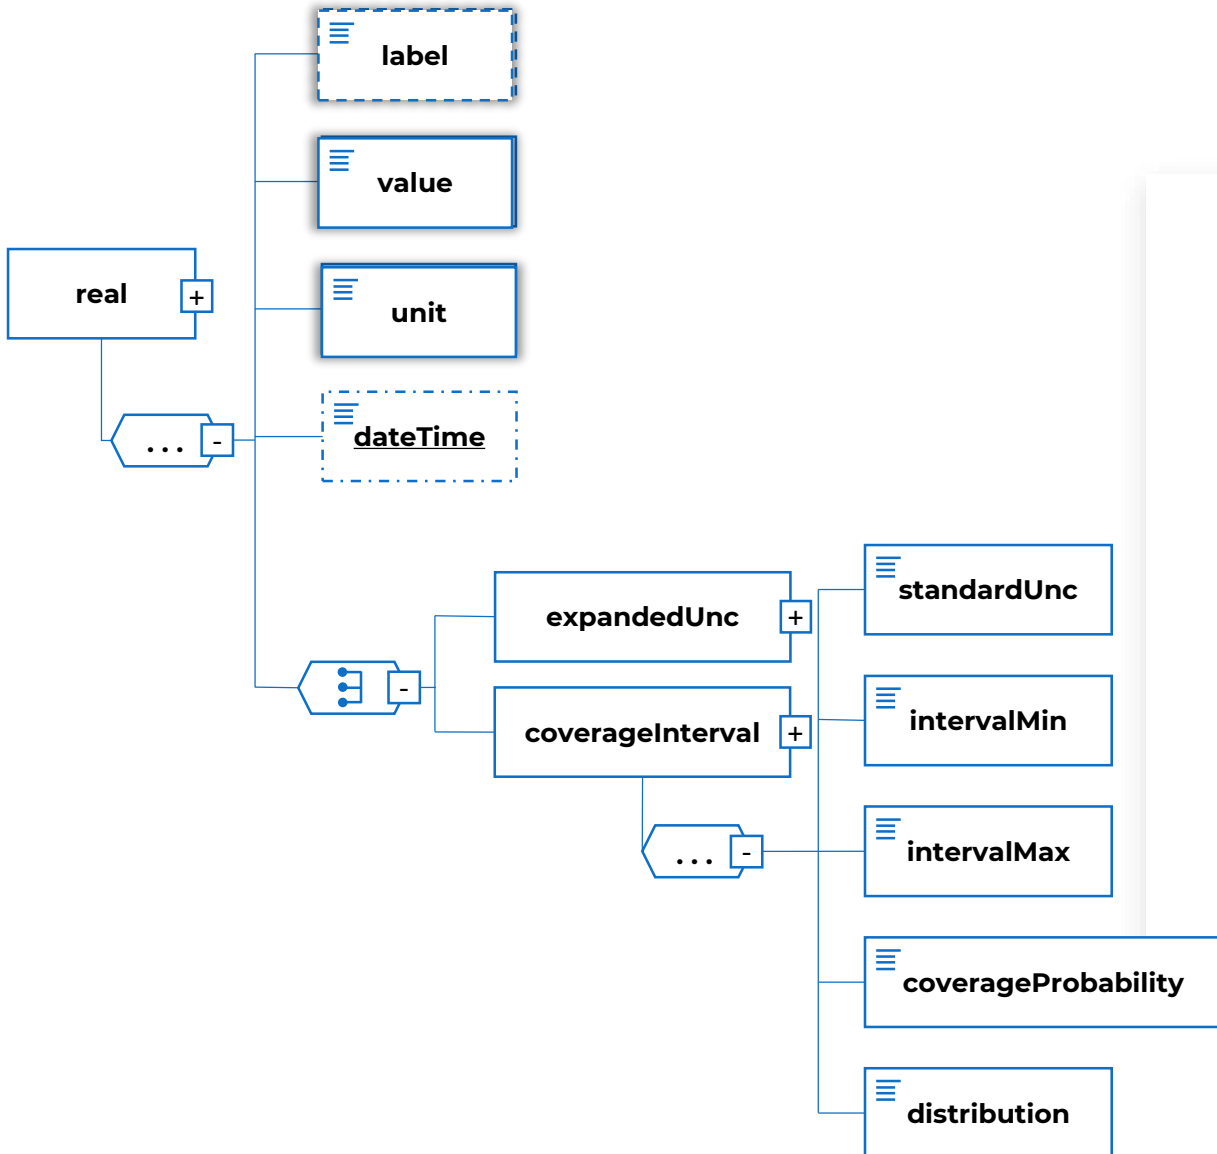 label
value
real
+
unit
...
-
dateTime
expandedUnc
+
standardUnc
-
coverageInterval
+
intervalMin
...
-
intervalMax
coverageProbability
distribution